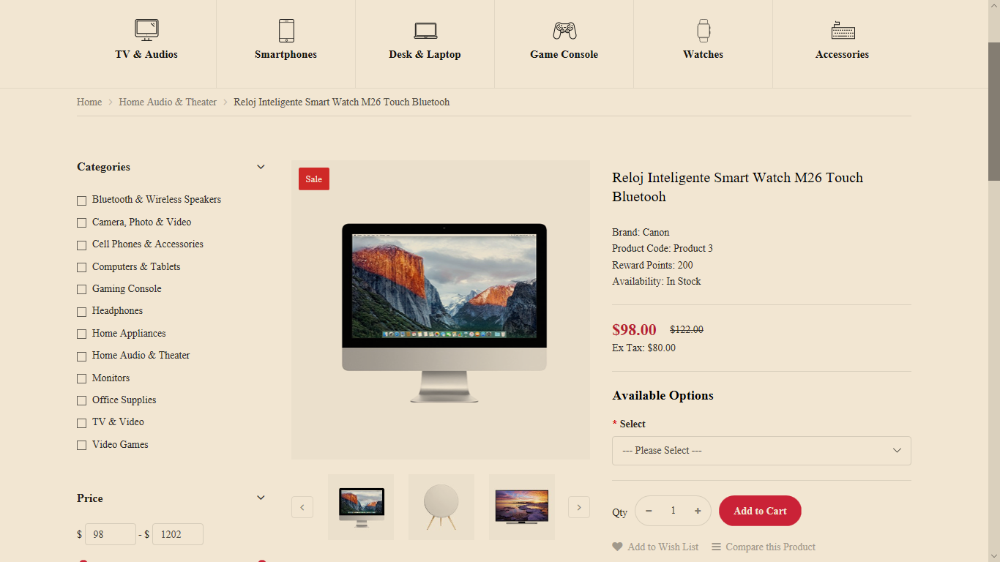 TV & Audios
Smartphones
Desk & Laptop
Game Console
Watches
Accessories
Home > Home Audio & Theater > Reloj Inteligente Smart Watch M26 Touch Bluetooh
Categories
Bluetooth & Wireless Speakers
Camera, Photo & Video
Cell Phones & Accessories
Computers & Tablets
Gaming Console
Headphones
Home Appliances
Home Audio & Theater
Monitors
Office Supplies
TV & Video
Video Games
Price
$ 98 - $ 1202
Sale
Reloj Inteligente Smart Watch M26 Touch
Bluetooh
Brand: Canon
Product Code: Product 3
Reward Points: 200
Availability: In Stock
$98.00 $122.00
Ex Tax: $80.00
Available Options
* Select
--- Please Select ---
Qty − 1 + Add to Cart
Add to Wish List Compare this Product